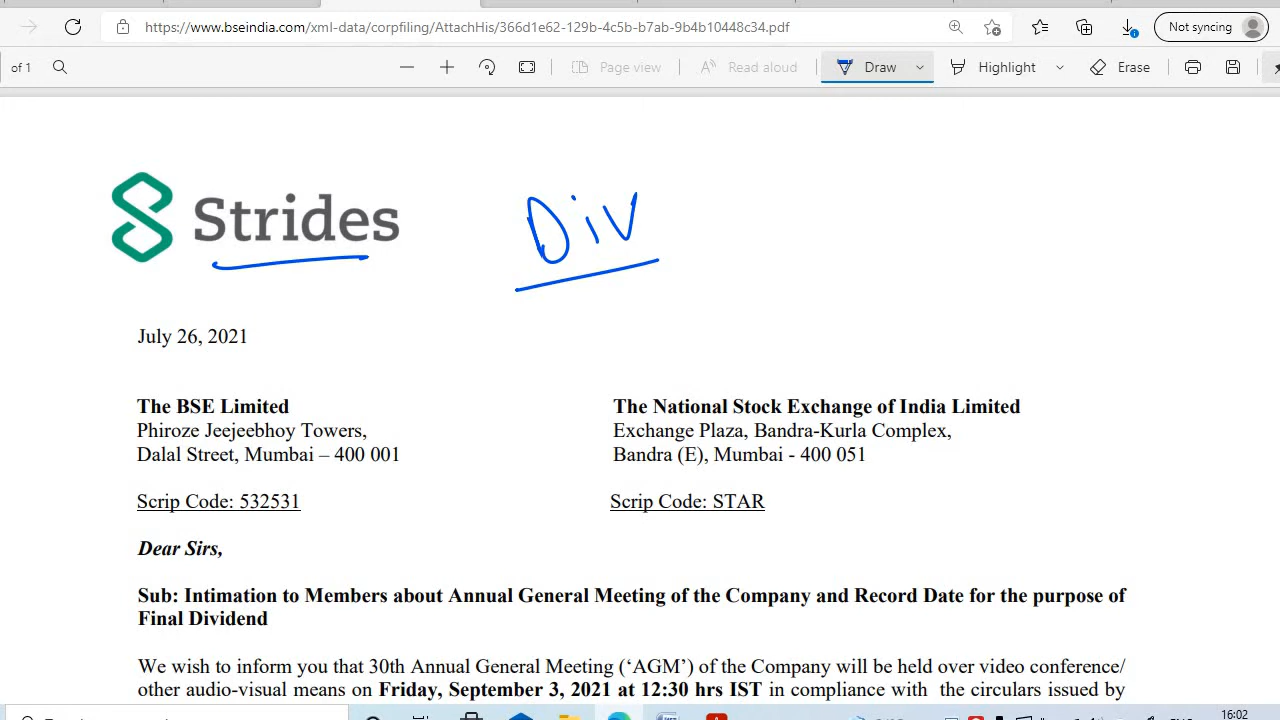 https://www.bseindia.com/xml-data/corpfiling/AttachHis/366d1e62-129b-4c5b-b7ab-9b4b10448c34.pdf
Not syncing
of 1
Page view
Read aloud
Draw
Highlight
Erase
Strides
Div
July 26, 2021
The BSE Limited
The National Stock Exchange of India Limited
Phiroze Jeejeebhoy Towers,
Exchange Plaza, Bandra-Kurla Complex,
Dalal Street, Mumbai – 400 001
Bandra (E), Mumbai - 400 051
Scrip Code: 532531
Scrip Code: STAR
Dear Sirs,
Sub: Intimation to Members about Annual General Meeting of the Company and Record Date for the purpose of
Final Dividend
We wish to inform you that 30th Annual General Meeting (‘AGM’) of the Company will be held over video conference/
other audio-visual means on Friday, September 3, 2021 at 12:30 hrs IST in compliance with the circulars issued by
16:02